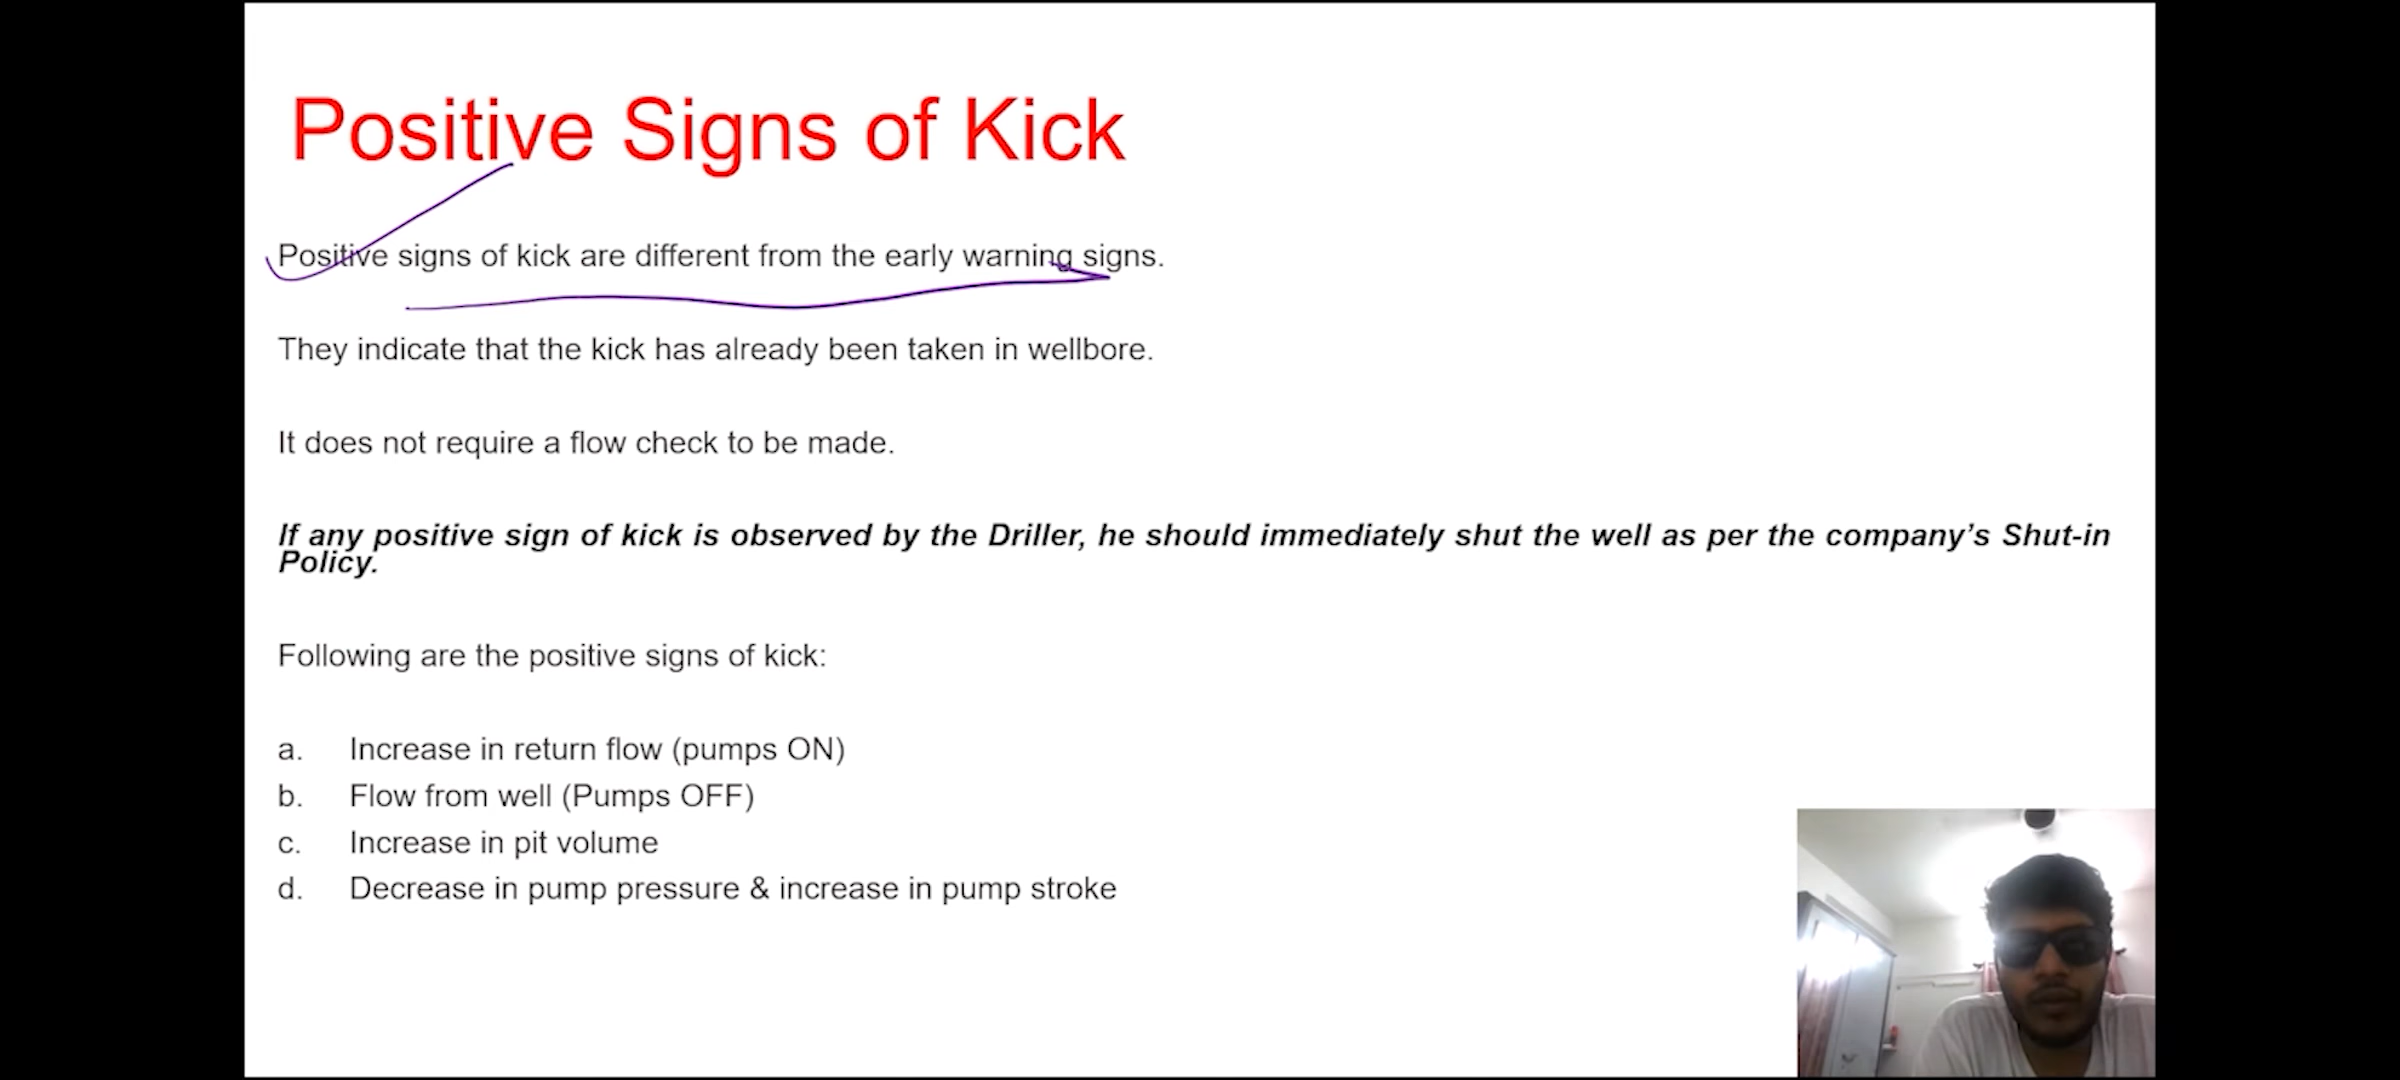 Positive Signs of Kick
Positive signs of kick are different from the early warning signs.
They indicate that the kick has already been taken in wellbore.
It does not require a flow check to be made.
If any positive sign of kick is observed by the Driller, he should immediately shut the well as per the company’s Shut-in
Policy.
Following are the positive signs of kick:
a. Increase in return flow (pumps ON)
b. Flow from well (Pumps OFF)
c. Increase in pit volume
d. Decrease in pump pressure & increase in pump stroke